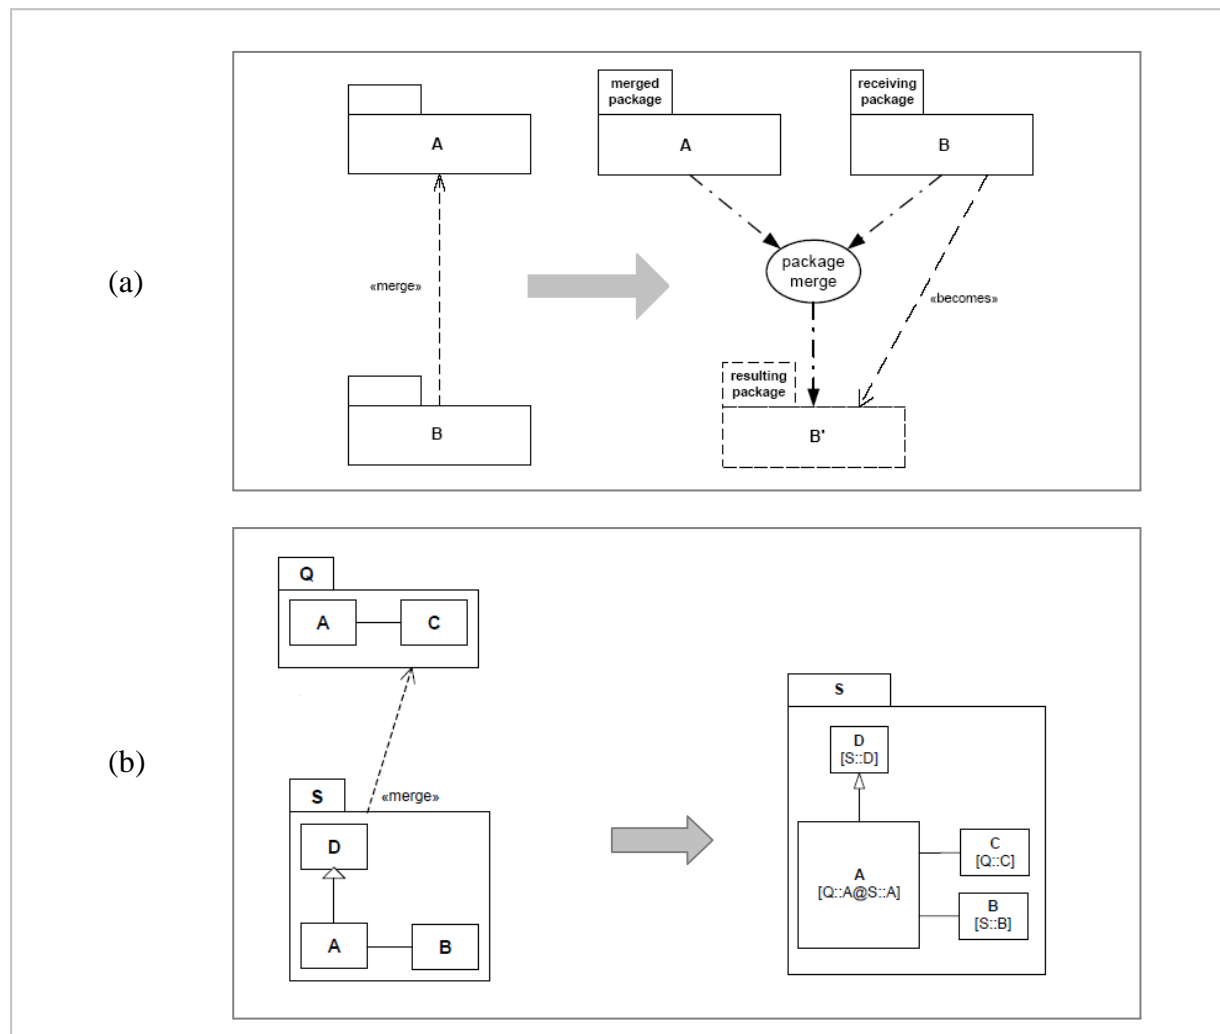 (a)
A
«merge»
B
merged
package
A
receiving
package
B
package
merge
«becomes»
resulting
package
B'
(b)
Q
A
C
«merge»
S
D
A
B
S
D
[S::D]
A
[Q::A@S::A]
C
[Q::C]
B
[S::B]